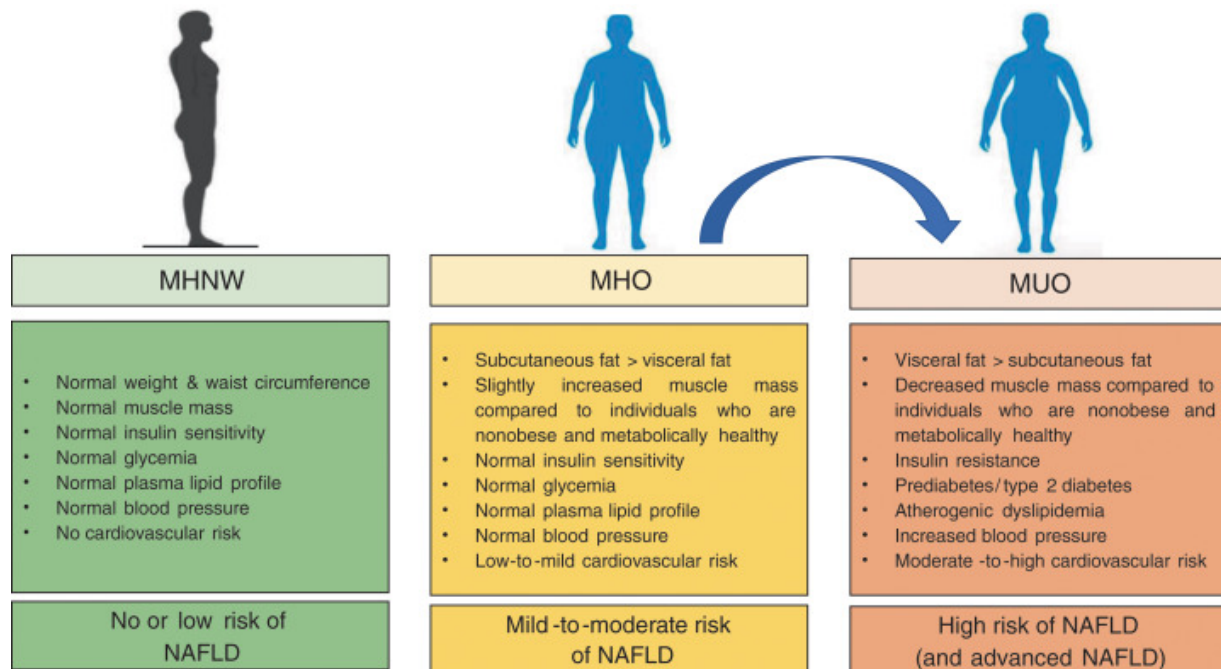 MHNW
• Normal weight & waist circumference
• Normal muscle mass
• Normal insulin sensitivity
• Normal glycemia
• Normal plasma lipid profile
• Normal blood pressure
• No cardiovascular risk
No or low risk of
NAFLD
MHO
• Subcutaneous fat > visceral fat
• Slightly increased muscle mass
compared to individuals who are
nonobese and metabolically healthy
• Normal insulin sensitivity
• Normal glycemia
• Normal plasma lipid profile
• Normal blood pressure
• Low-to-mild cardiovascular risk
Mild-to-moderate risk
of NAFLD
MUO
• Visceral fat > subcutaneous fat
• Decreased muscle mass compared to
individuals who are nonobese and
metabolically healthy
• Insulin resistance
• Prediabetes/type 2 diabetes
• Atherogenic dyslipidemia
• Increased blood pressure
• Moderate-to-high cardiovascular risk
High risk of NAFLD
(and advanced NAFLD)